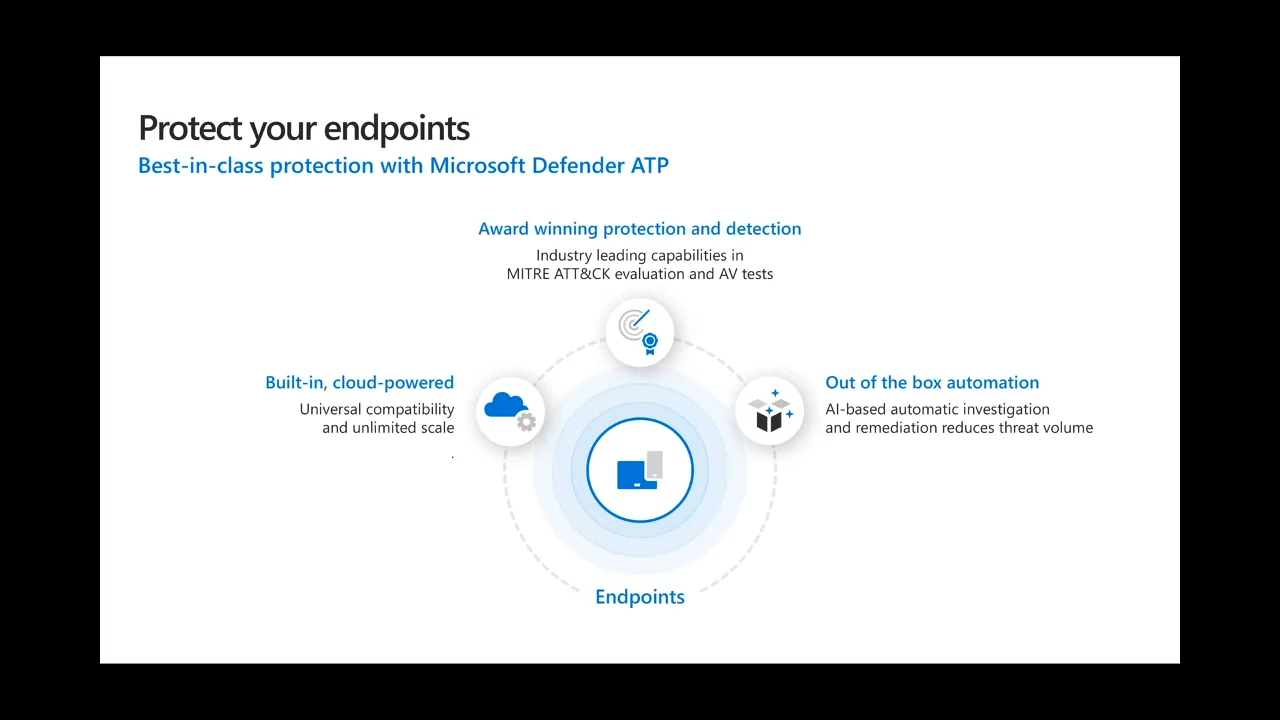 Protect your endpoints
Best-in-class protection with Microsoft Defender ATP
Award winning protection and detection
Industry leading capabilities in
MITRE ATT&CK evaluation and AV tests
Built-in, cloud-powered
Universal compatibility
and unlimited scale
.
Out of the box automation
AI-based automatic investigation
and remediation reduces threat volume
Endpoints